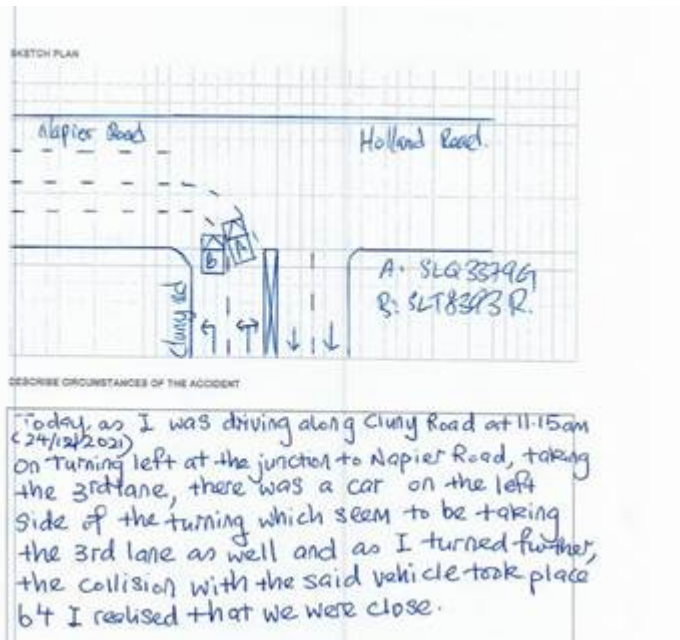 SKETCH PLAN
Napier Road
Holland Road.
Cluny Rd
B
A
A: SLQ3379G
B: SLT8393R.
DESCRIBE CIRCUMSTANCES OF THE ACCIDENT
Today, as I was driving along Cluny Road at 11.15am
(24/12/2021)
on turning left at the junction to Napier Road, taking
the 3rd lane, there was a car on the left
side of the turning which seem to be taking
the 3rd lane as well and as I turned further,
the collision with the said vehicle took place
b4 I realised that we were close.